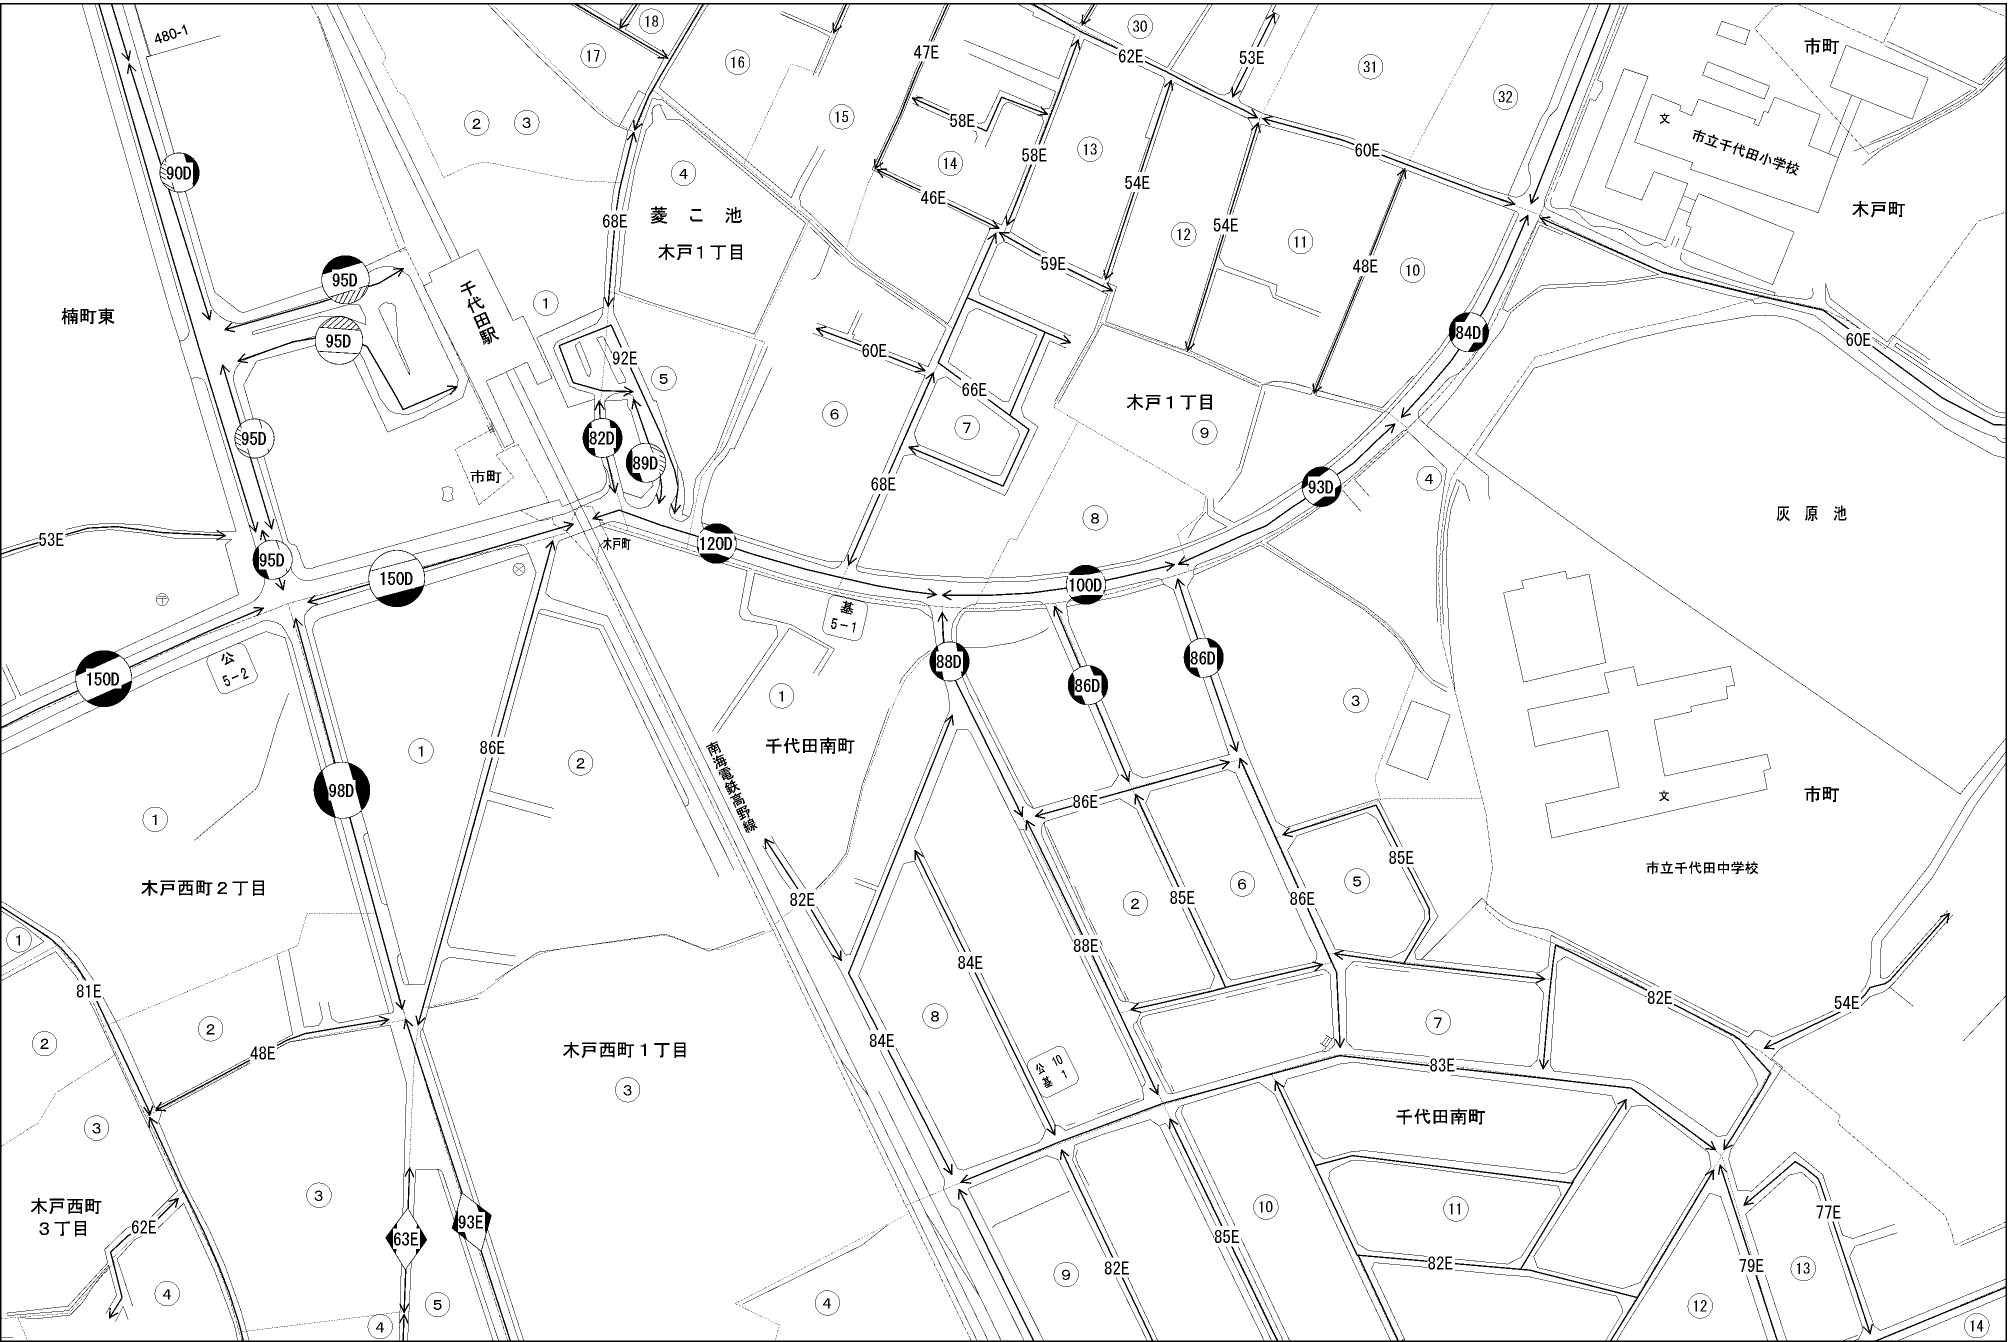 480-1
18
17
16
2
3
15
4
47E
30
62E
53E
31
32
市町
文
市立千代田小学校
58E
14
58E
13
60E
90D
68E
菱こ池
木戸1丁目
46E
54E
54E
12
11
48E
10
59E
木戸町
95D
1
千代田駅
楠町東
95D
92E
5
60E
6
66E
7
84D
60E
木戸1丁目
9
95D
82D
89D
市町
68E
4
93D
8
灰原池
53E
木戸町
120D
95D
150D
100D
基
5-1
公
5-2
150D
88D
86D
86D
1
3
千代田南町
86E
1
2
南海電鉄高野線
98D
86E
1
文
市町
市立千代田中学校
85E
5
木戸西町2丁目
82E
85E
6
86E
2
1
88E
84E
81E
82E
54E
2
2
8
7
48E
84E
木戸西町1丁目
3
公 10
基 1
83E
千代田南町
3
3
木戸西町
3丁目
62E
63E
93E
10
11
77E
85E
82E
82E
79E
13
9
4
5
4
4
12
14